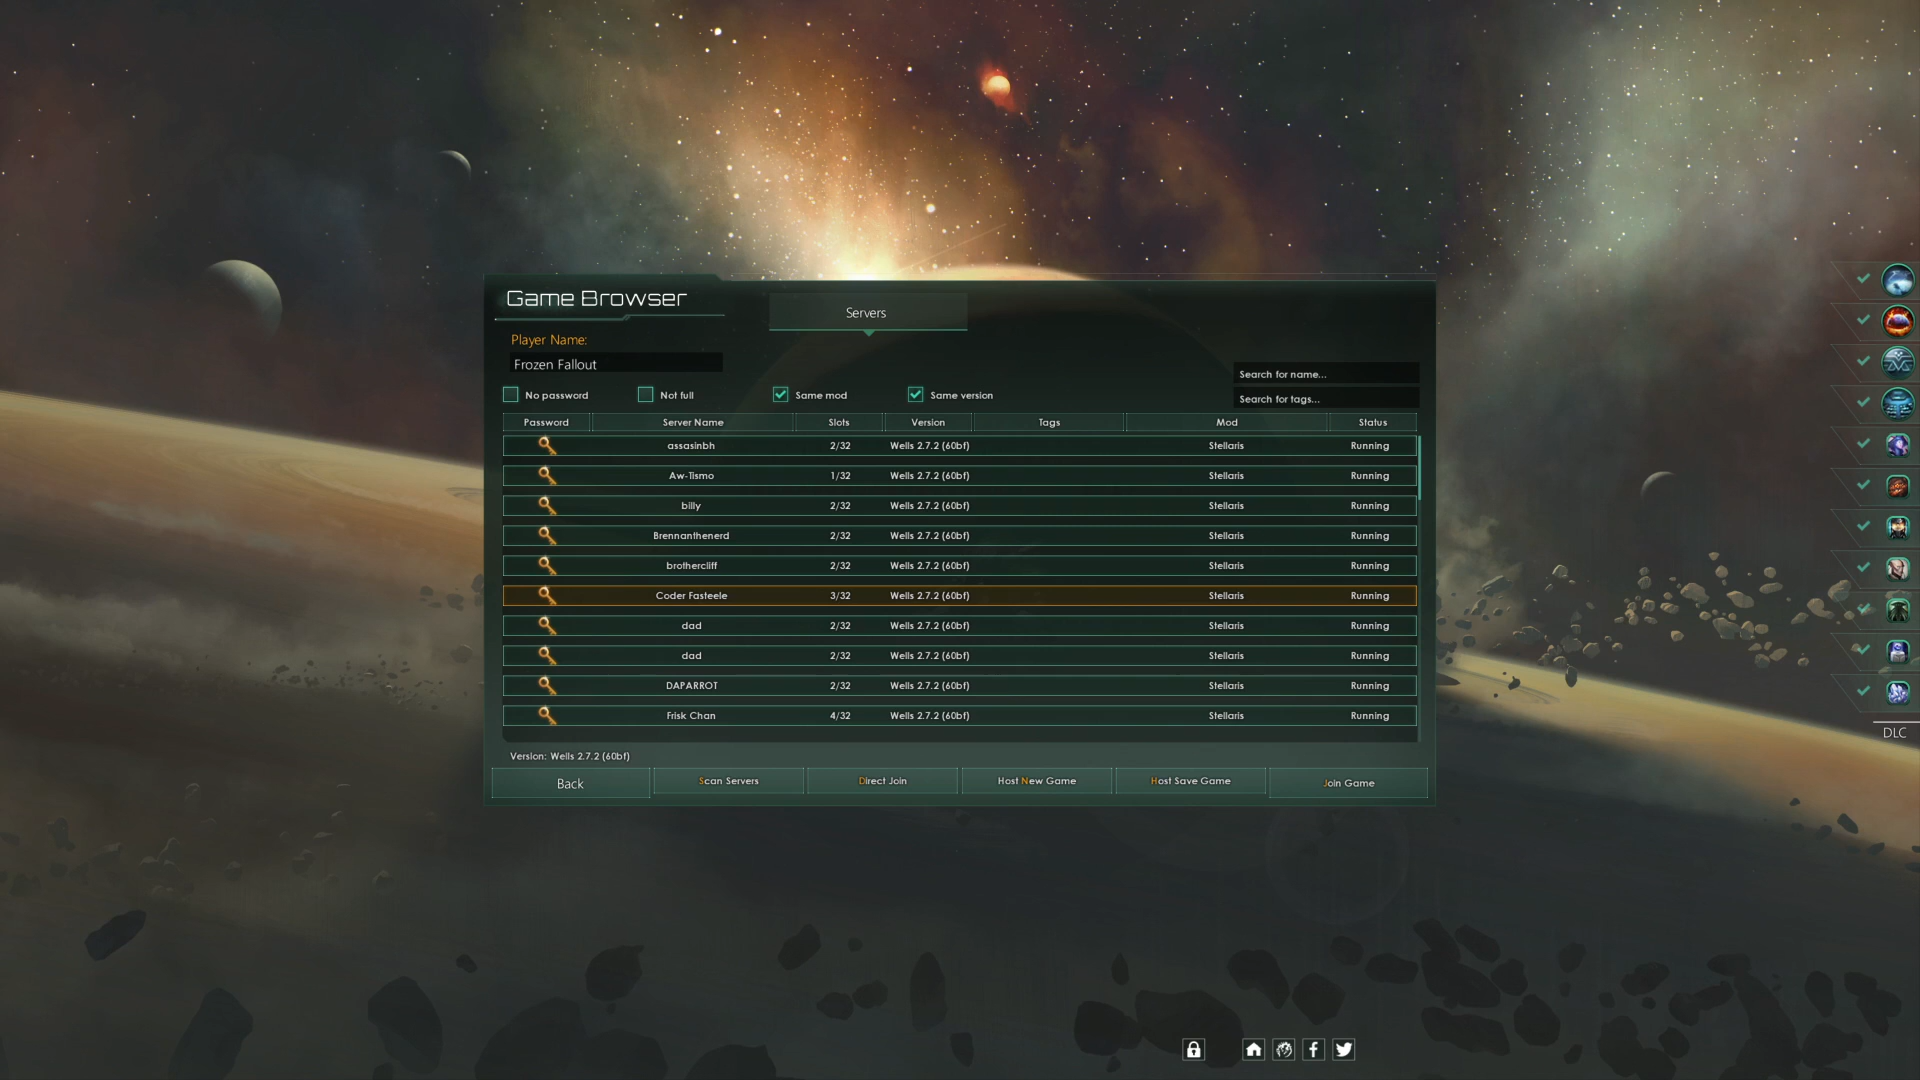 Game Browser
Servers
Player Name:
Frozen Fallout
Search for name...
No password Not full Same mod Same version
Search for tags...
Password Server Name Slots Version Tags Mod Status
assasinbh 2/32 Wells 2.7.2 (60bf) Stellaris Running
Aw-Tismo 1/32 Wells 2.7.2 (60bf) Stellaris Running
billy 2/32 Wells 2.7.2 (60bf) Stellaris Running
Brennanthenerd 2/32 Wells 2.7.2 (60bf) Stellaris Running
brothercliff 2/32 Wells 2.7.2 (60bf) Stellaris Running
Coder Fasteele 3/32 Wells 2.7.2 (60bf) Stellaris Running
dad 2/32 Wells 2.7.2 (60bf) Stellaris Running
dad 2/32 Wells 2.7.2 (60bf) Stellaris Running
DAPARROT 2/32 Wells 2.7.2 (60bf) Stellaris Running
Frisk Chan 4/32 Wells 2.7.2 (60bf) Stellaris Running
DLC
Version: Wells 2.7.2 (60bf)
Back Scan Servers Direct Join Host New Game Host Save Game Join Game